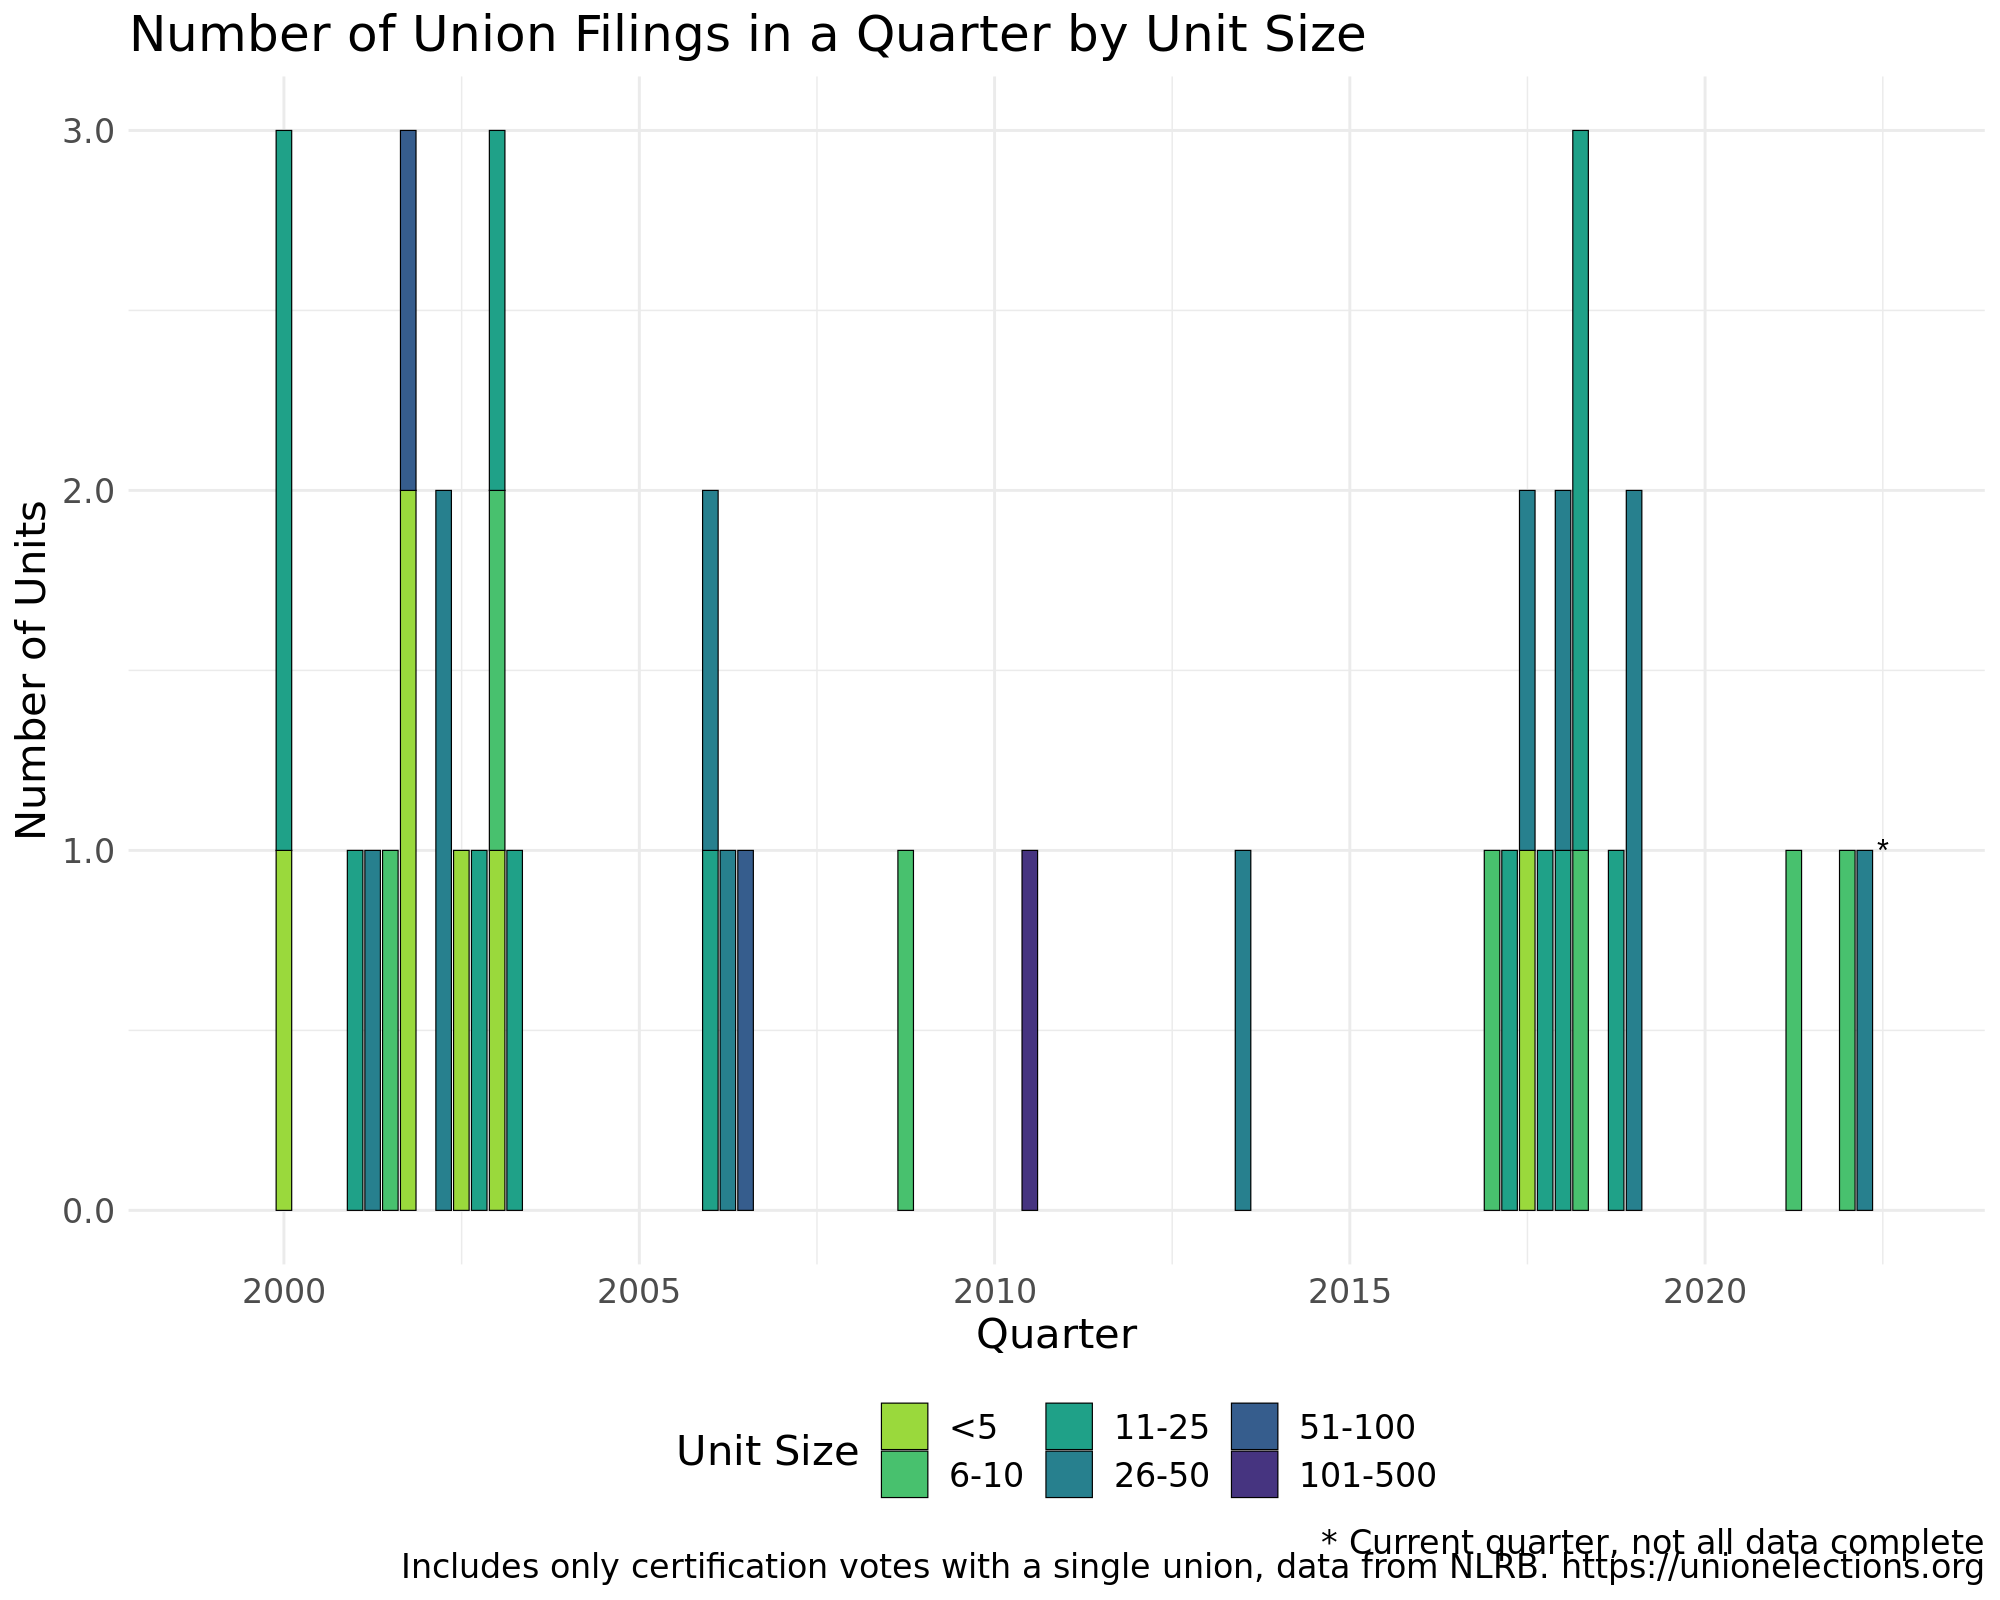 Number of Union Filings in a Quarter by Unit Size
Number of Units
3.0
2.0
1.0
0.0
*
2000 2005 2010 2015 2020
Quarter
Unit Size
<5 11-25 51-100
6-10 26-50 101-500
* Current quarter, not all data complete
Includes only certification votes with a single union, data from NLRB. https://unionelections.org